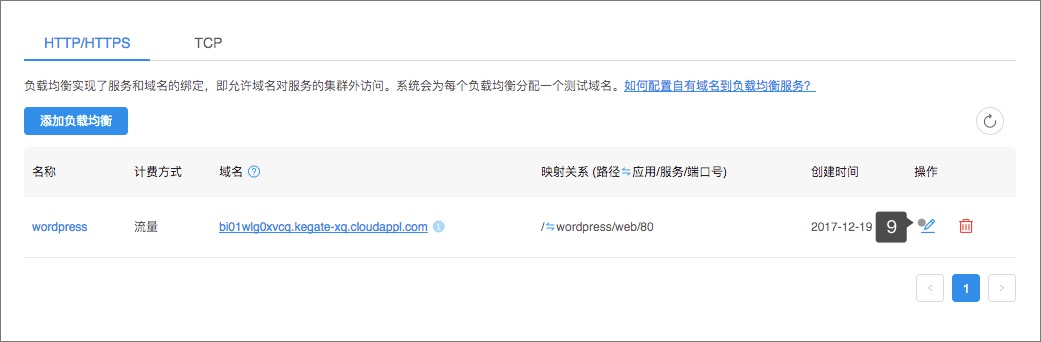 HTTP/HTTPS TCP
负载均衡实现了服务和域名的绑定，即允许域名对服务的集群外访问。系统会为每个负载均衡分配一个测试域名。如何配置自有域名到负载均衡服务？
添加负载均衡
名称 计费方式 域名 ? 映射关系 (路径⇋应用/服务/端口号) 创建时间 操作
wordpress 流量 bi01wlg0xvcq.kegate-xq.cloudappl.com 1 /⇋wordpress/web/80 2017-12-19 9
< 1 >